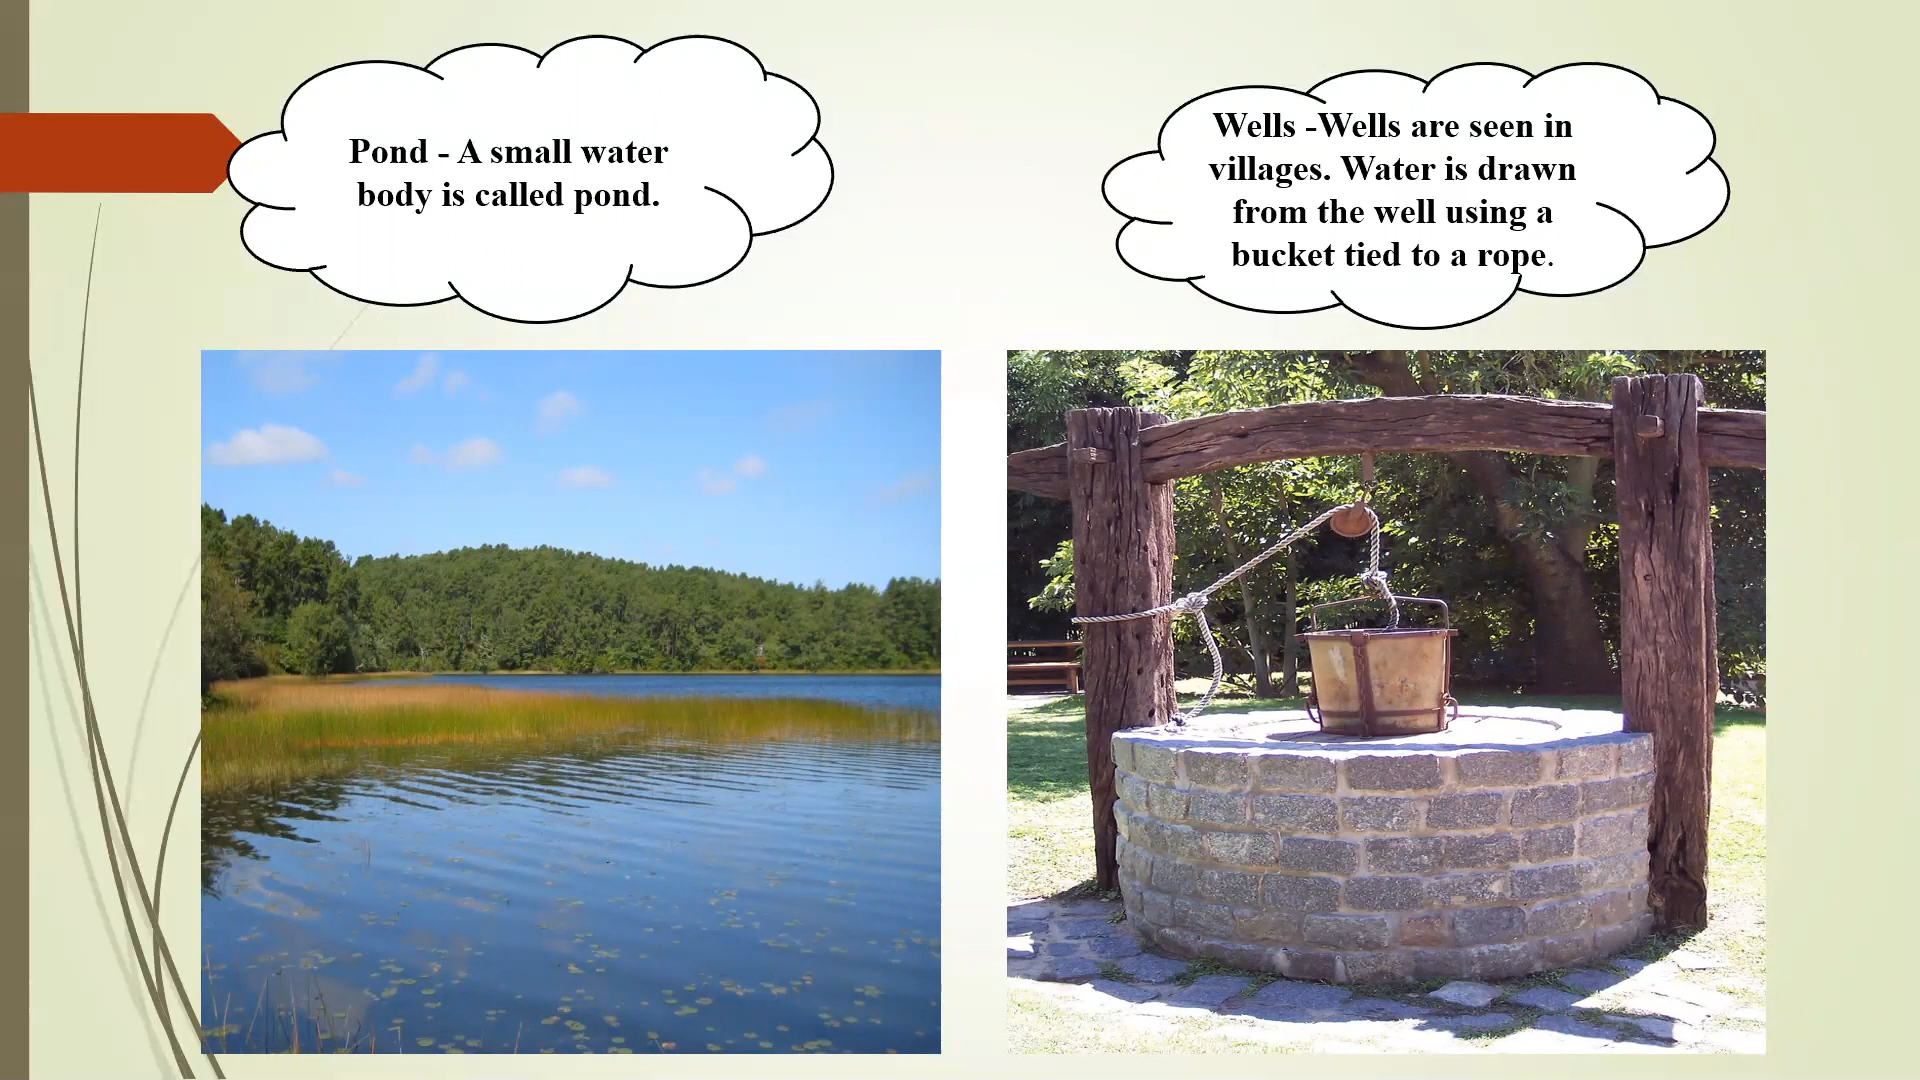 Pond - A small water
body is called pond.
Wells -Wells are seen in
villages. Water is drawn
from the well using a
bucket tied to a rope.